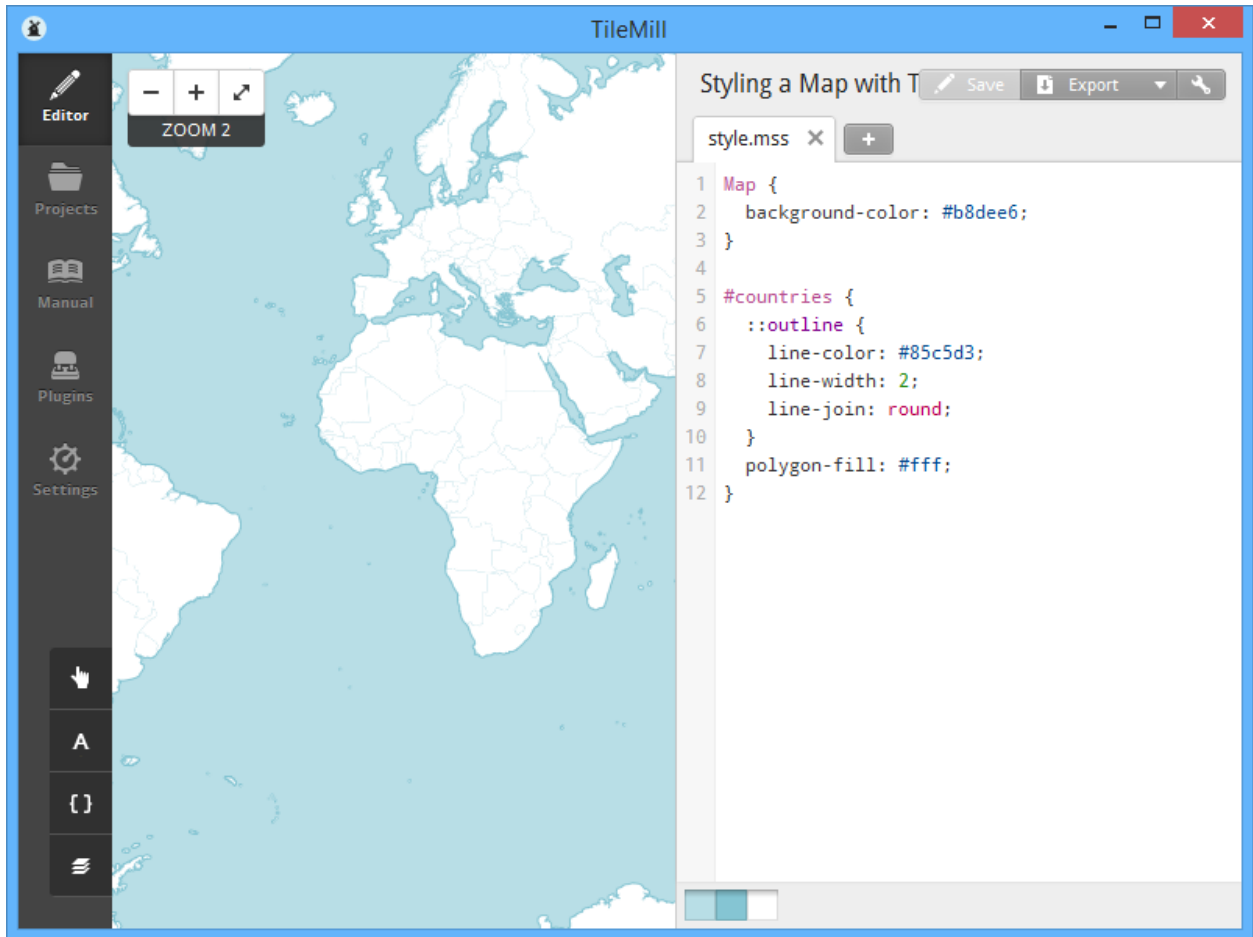 TileMill
Editor
Projects
Manual
Plugins
Settings
A
{ }
ZOOM 2
Styling a Map with T
Save
Export
style.mss
1 Map {
2   background-color: #b8dee6;
3 }
4
5 #countries {
6   ::outline {
7     line-color: #85c5d3;
8     line-width: 2;
9     line-join: round;
10   }
11   polygon-fill: #fff;
12 }